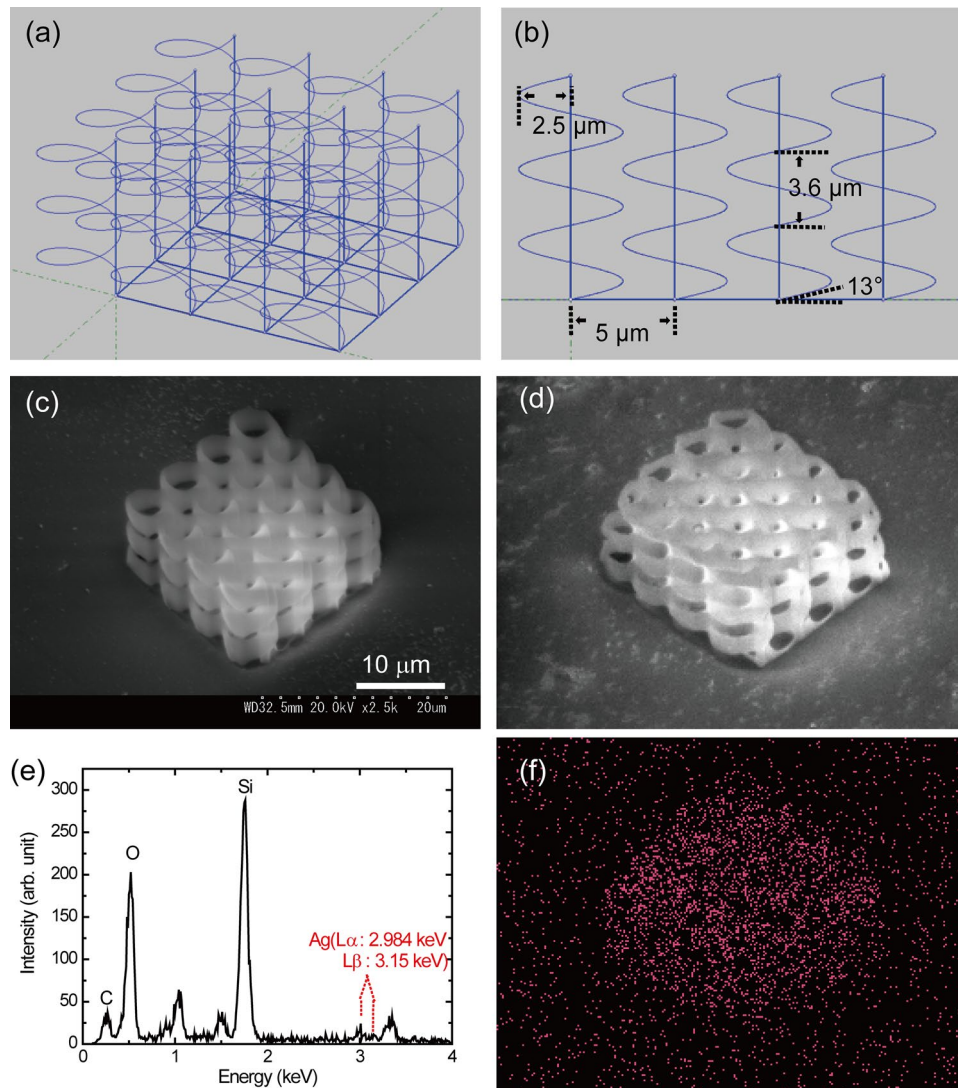 (a)
(b)
2.5 µm
3.6 µm
13°
5 µm
(c)
10 µm
WD32.5mm 20.0kV x2.5k 20um
(d)
(e)
Intensity (arb. unit)
300
250
200
150
100
50
0
C
O
Si
Ag(Lα: 2.984 keV
Lβ : 3.15 keV)
0 1 2 3 4
Energy (keV)
(f)